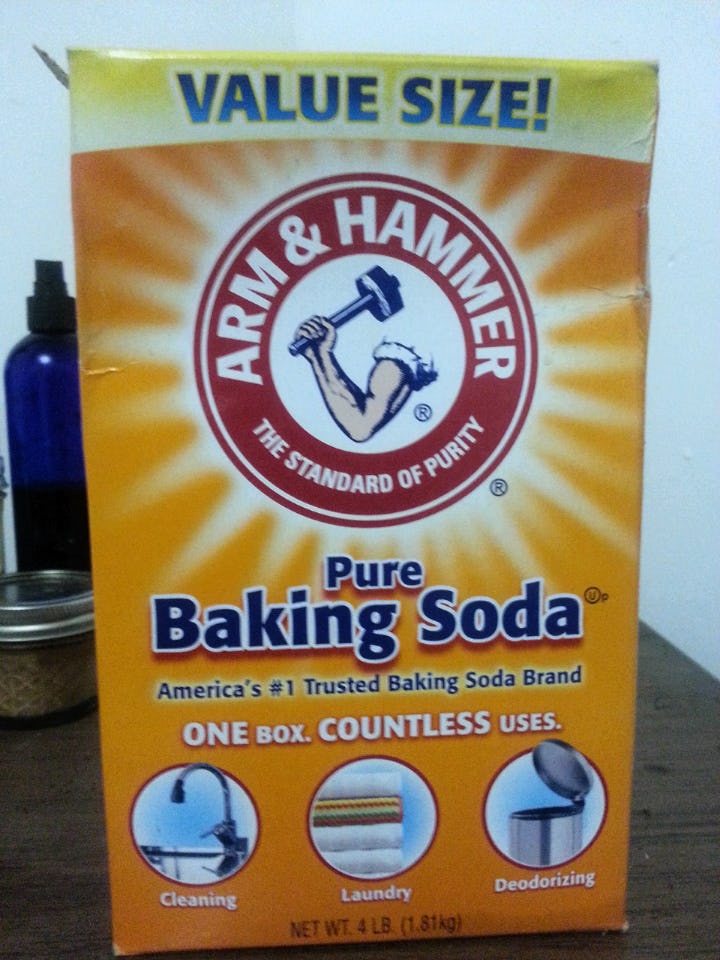 VALUE SIZE!
ARM & HAMMER
®
THE STANDARD OF PURITY
®
Pure
Baking Soda ⓊP
America's #1 Trusted Baking Soda Brand
ONE BOX. COUNTLESS USES.
Cleaning Laundry Deodorizing
NET WT. 4 LB. (1.81kg)